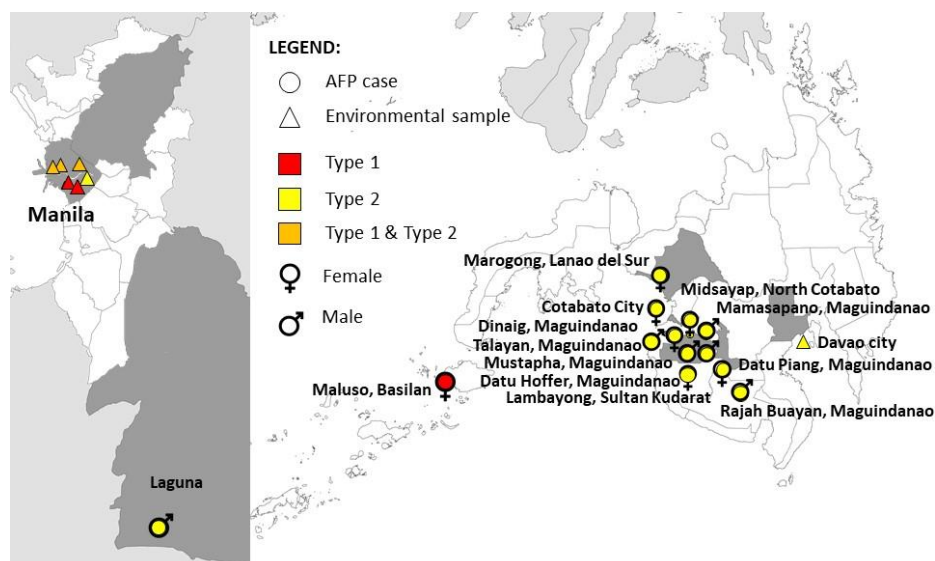 LEGEND:
AFP case
Environmental sample
Type 1
Type 2
Type 1 & Type 2
Female
Male
Manila
Laguna
Marogong, Lanao del Sur
Midsayap, North Cotabato
Cotabato City
Mamasapano, Maguindanao
Dinaig, Maguindanao
Talayan, Maguindanao
Davao city
Mustapha, Maguindanao
Datu Piang, Maguindanao
Maluso, Basilan
Datu Hoffer, Maguindanao
Lambayong, Sultan Kudarat
Rajah Buayan, Maguindanao